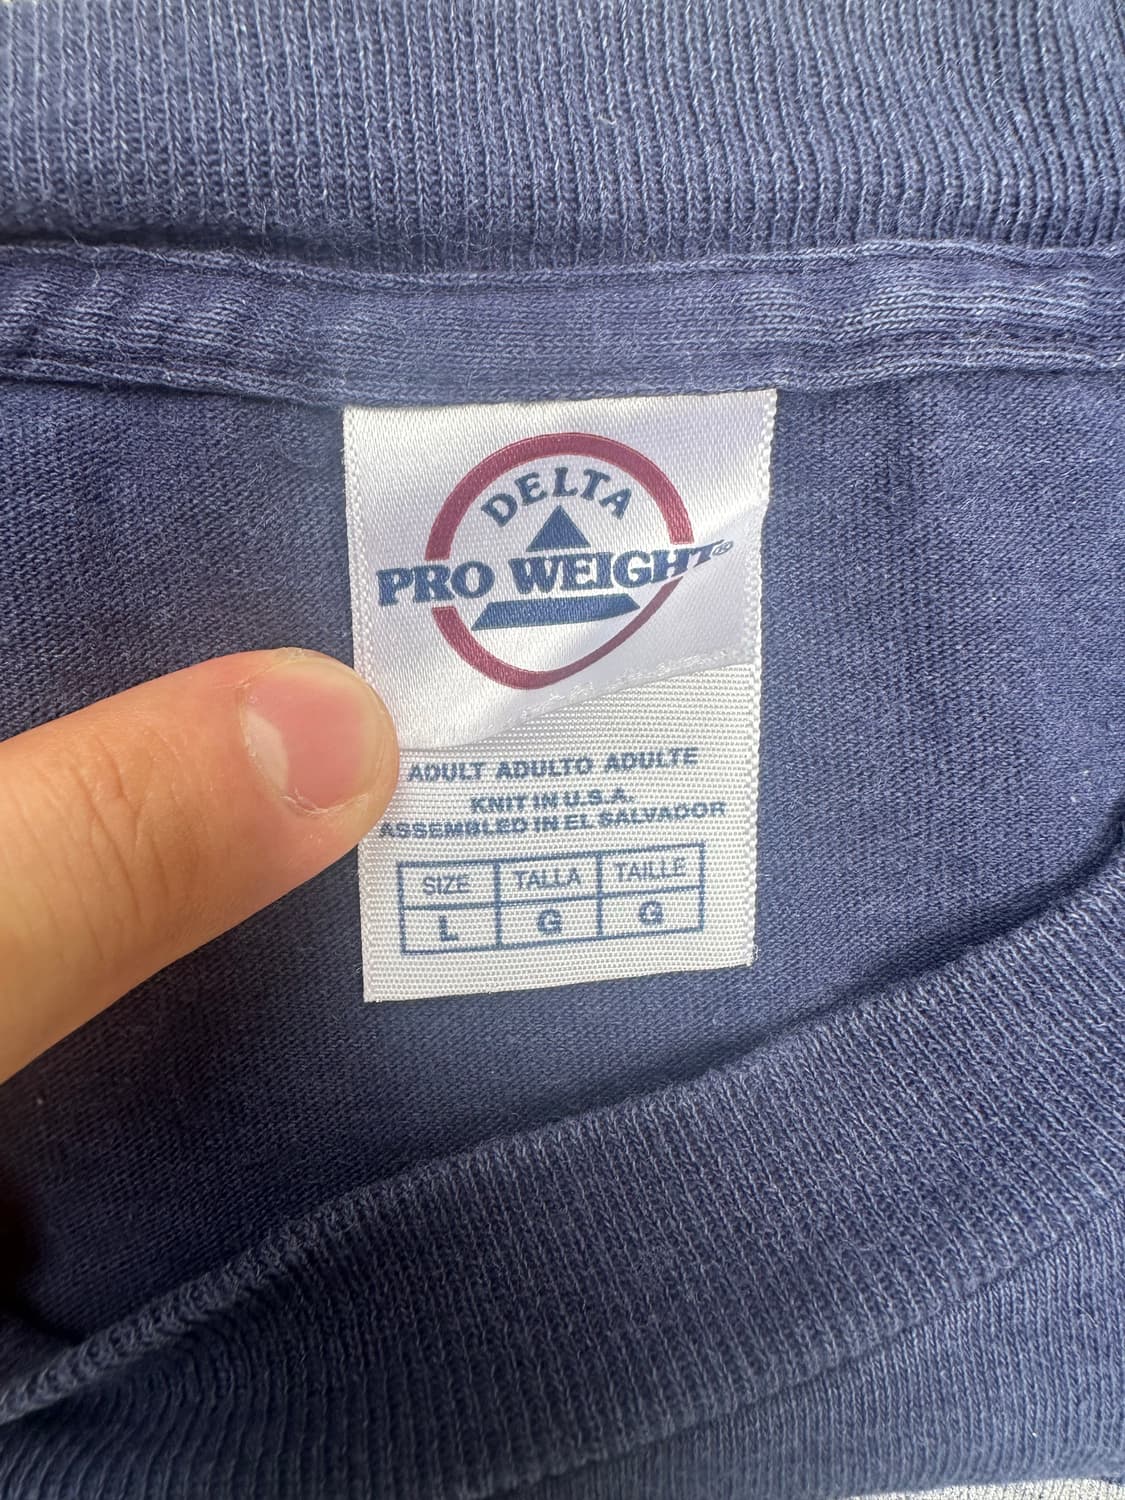 DELTA
PRO WEIGHT®
ADULT ADULTO ADULTE
KNIT IN U.S.A.
ASSEMBLED IN EL SALVADOR
SIZE TALLA TAILLE
L G G